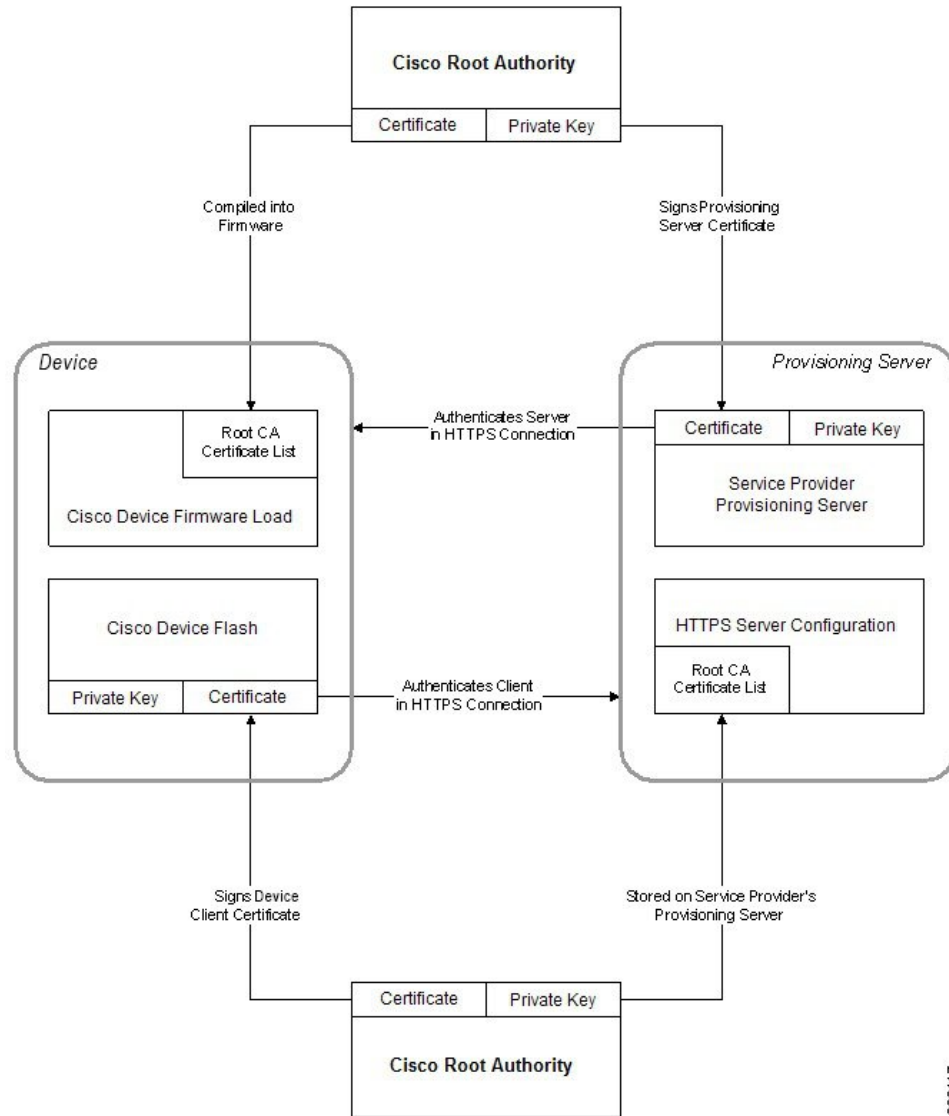 Cisco Root Authority
Certificate
Private Key
Compiled into
Firmware
Signs Provisioning
Server Certificate
Device
Provisioning Server
Root CA
Certificate List
Cisco Device Firmware Load
Authenticates Server
in HTTPS Connection
Certificate
Private Key
Service Provider
Provisioning Server
Cisco Device Flash
Private Key
Certificate
Authenticates Client
in HTTPS Connection
HTTPS Server Configuration
Root CA
Certificate List
Signs Device
Client Certificate
Stored on Service Provider's
Provisioning Server
Certificate
Private Key
Cisco Root Authority